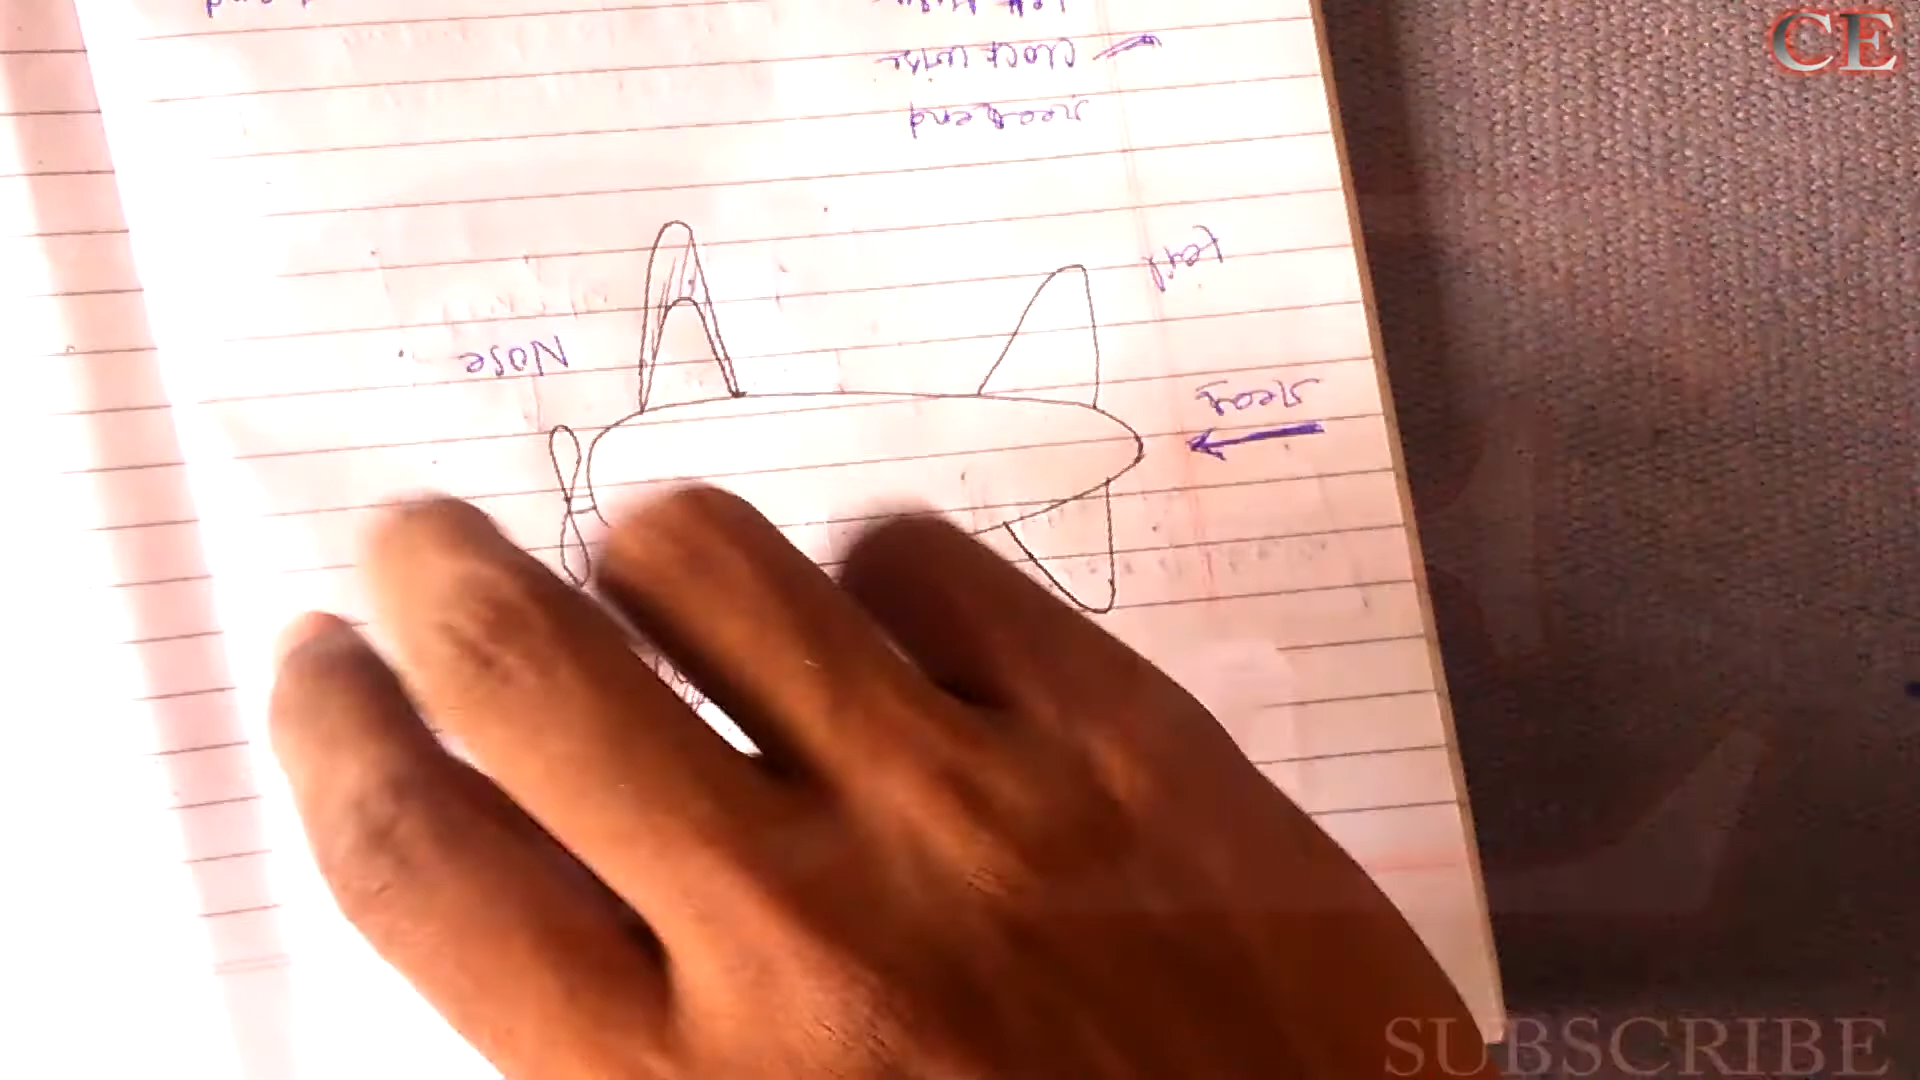 CE
Clock wise
rear end
tail
Nose
rear
SUBSCRIBE